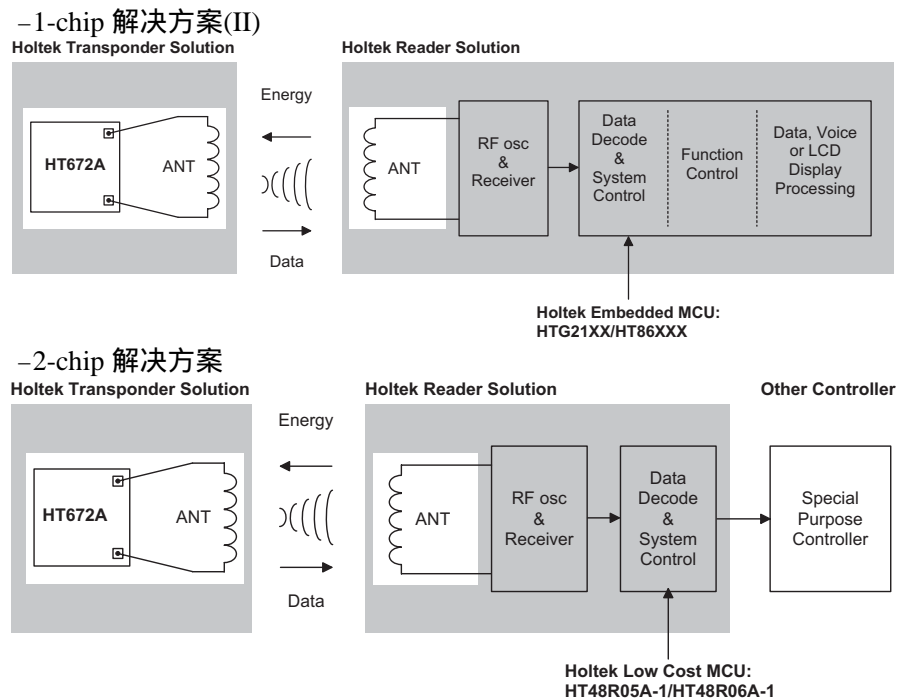 –1-chip 解决方案(II)
Holtek Transponder Solution
Holtek Reader Solution
HT672A
ANT
Energy
Data
ANT
RF osc
&
Receiver
Data
Decode
&
System
Control
Function
Control
Data, Voice
or LCD
Display
Processing
Holtek Embedded MCU:
HTG21XX/HT86XXX
–2-chip 解决方案
Holtek Transponder Solution
Holtek Reader Solution
Other Controller
HT672A
ANT
Energy
Data
ANT
RF osc
&
Receiver
Data
Decode
&
System
Control
Special
Purpose
Controller
Holtek Low Cost MCU:
HT48R05A-1/HT48R06A-1